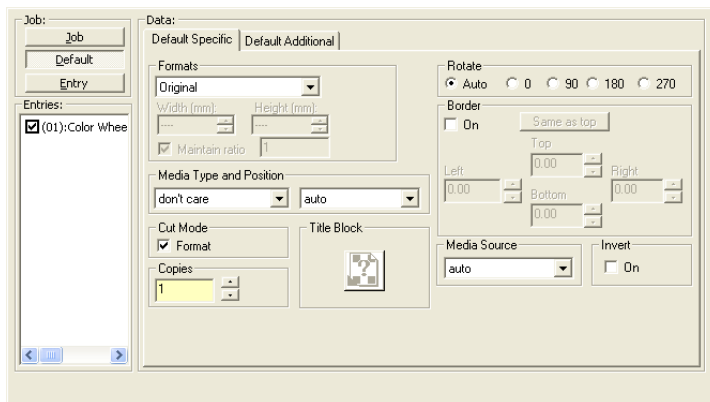 Job:
Job
Default
Entry
Entries:
(01):Color Whee
Data:
Default Specific
Default Additional
Formats
Original
Width (mm):
Height (mm):
----
----
Maintain ratio
1
Media Type and Position
don't care
auto
Cut Mode
Format
Copies
1
Title Block
?
Rotate
Auto 0 90 180 270
Border
On
Same as top
Top
0.00
Left
0.00
Right
0.00
Bottom
0.00
Media Source
auto
Invert
On